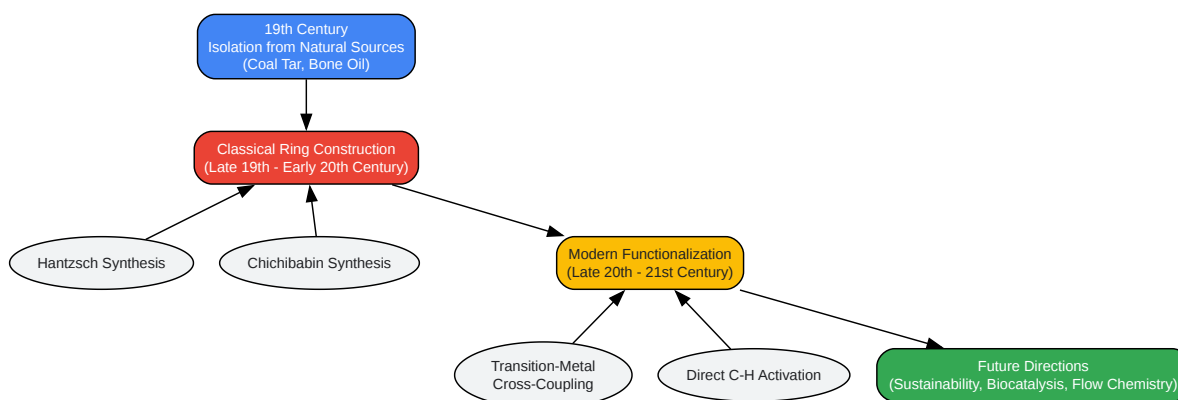 19th Century
Isolation from Natural Sources
(Coal Tar, Bone Oil)
Classical Ring Construction
(Late 19th - Early 20th Century)
Hantzsch Synthesis
Chichibabin Synthesis
Modern Functionalization
(Late 20th - 21st Century)
Transition-Metal
Cross-Coupling
Direct C-H Activation
Future Directions
(Sustainability, Biocatalysis, Flow Chemistry)